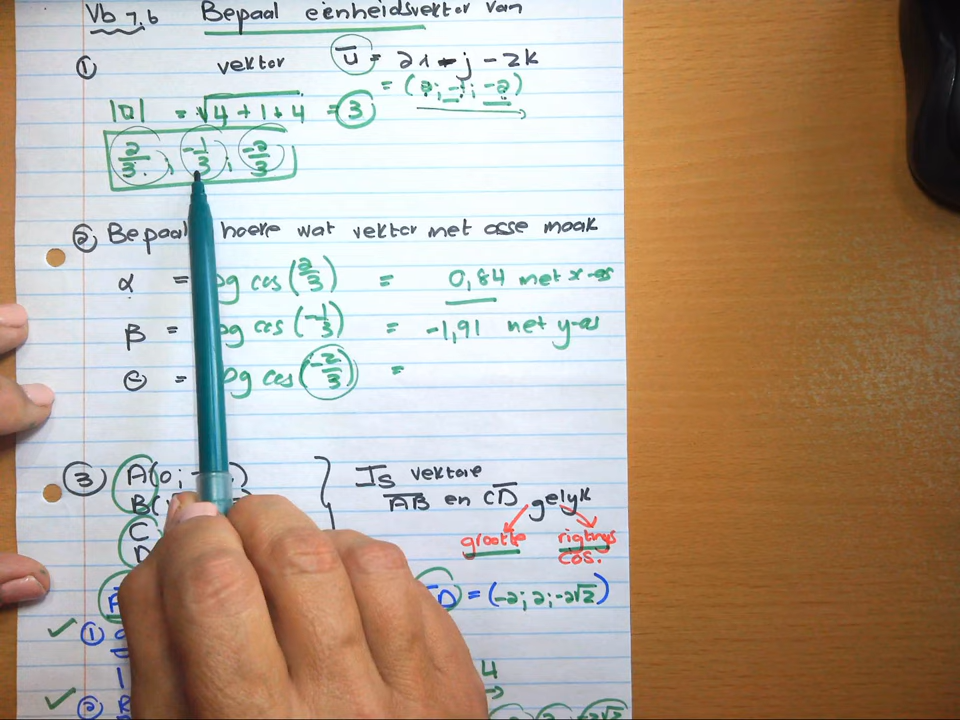 Vb 7.6 Bepaal eenheidsvektor van
① vektor u̅ = 2i - j - 2k
= (2; -1; -2)
|u̅| = √4 + 1 + 4 = 3
2/3 ; -1/3 ; -2/3
② Bepaal hoeke wat vektor met asse maak
α = cos (2/3) = 0,84 met x-as
β = cos (-1/3) = -1,91 met y-as
Θ = cos (-2/3) =
③ A(0; Is vektore
B( A̅B̅ en C̅D̅ gelyk
C grootte rigtings
D cos.
D = (-2; 2; -2√2)
①
4
②